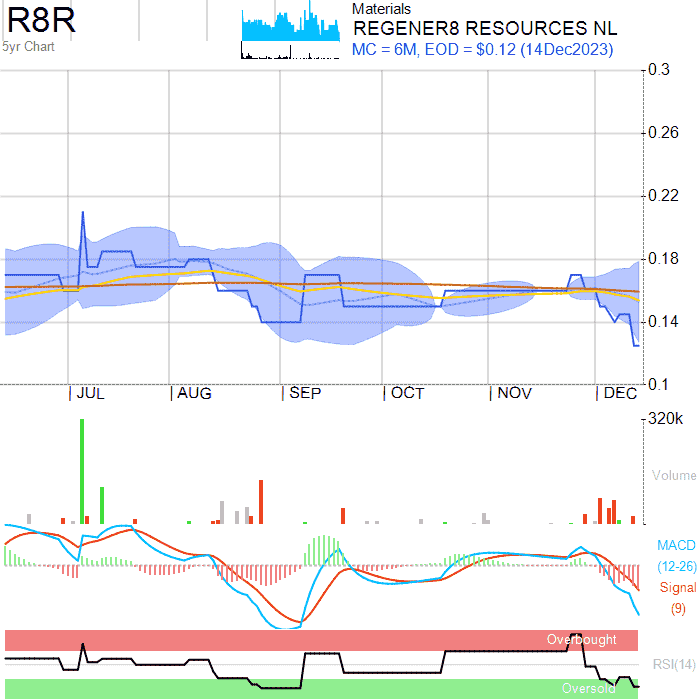 R8R
5yr Chart
Materials
REGENER8 RESOURCES NL
MC = 6M, EOD = $0.12 (14Dec2023)
0.3
0.26
0.22
0.18
0.14
0.1
JUL AUG SEP OCT NOV DEC
320k
Volume
MACD
(12-26)
Signal
(9)
Overbought
RSI(14)
Oversold